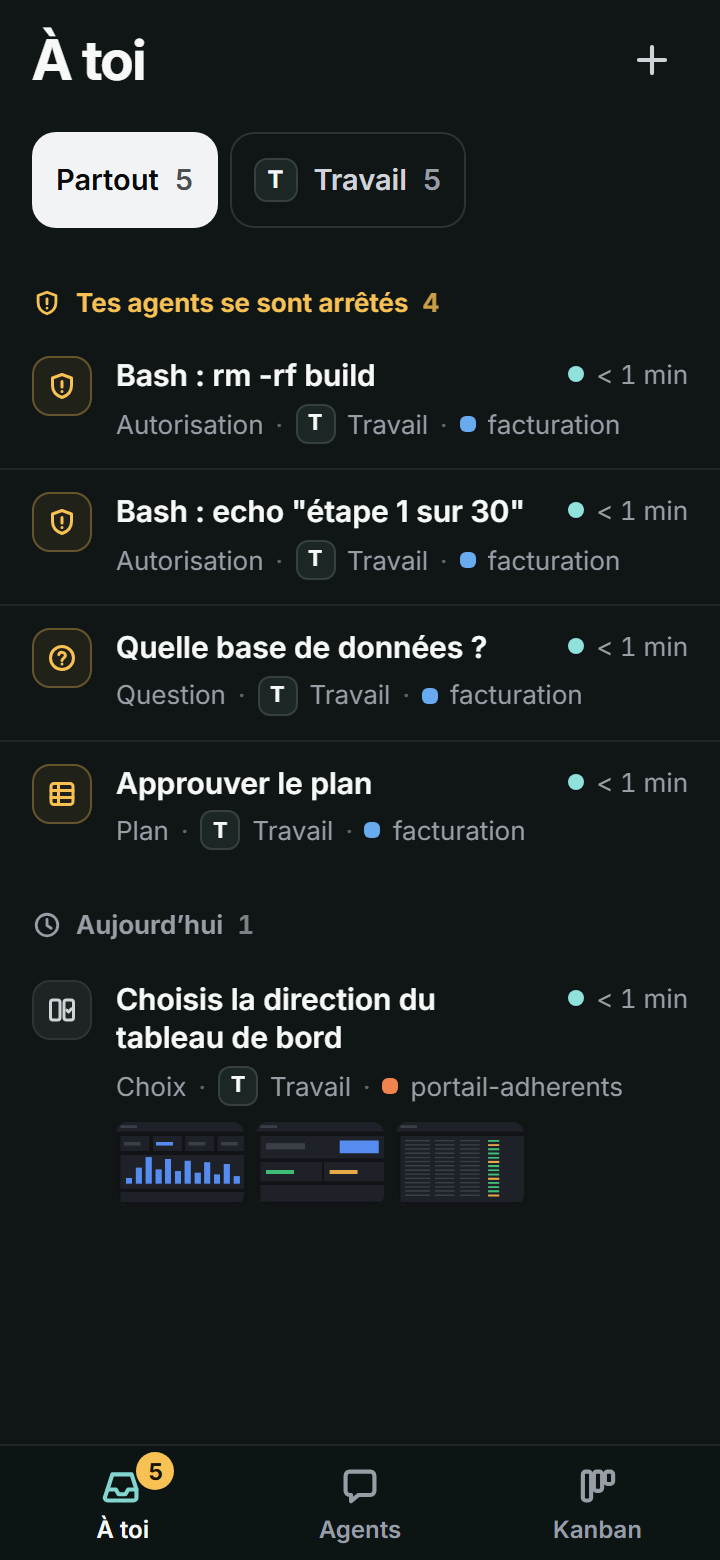 À toi
Partout 5
T Travail 5
Tes agents se sont arrêtés 4
Bash : rm -rf build
< 1 min
Autorisation · T Travail · facturation
Bash : echo "étape 1 sur 30"
< 1 min
Autorisation · T Travail · facturation
Quelle base de données ?
< 1 min
Question · T Travail · facturation
Approuver le plan
< 1 min
Plan · T Travail · facturation
Aujourd’hui 1
Choisis la direction du
tableau de bord
< 1 min
Choix · T Travail · portail-adherents
5
À toi
Agents
Kanban